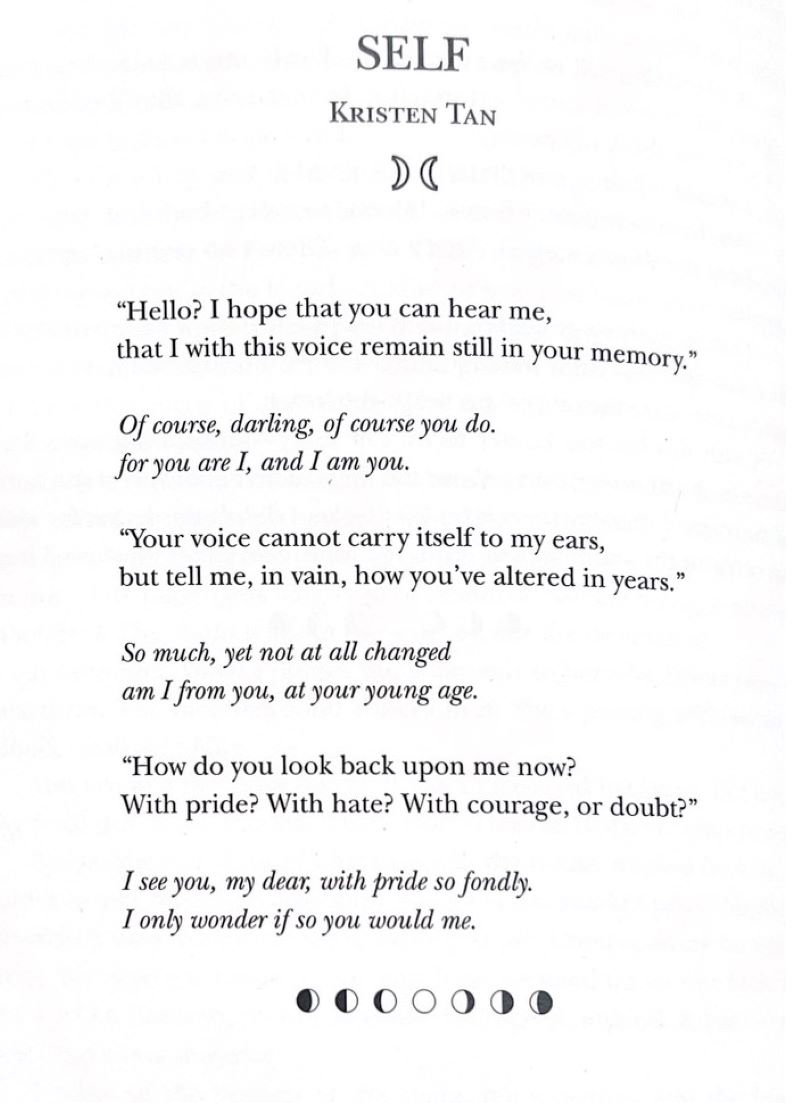 SELF
KRISTEN TAN
“Hello? I hope that you can hear me,
that I with this voice remain still in your memory.”
Of course, darling, of course you do.
for you are I, and I am you.
“Your voice cannot carry itself to my ears,
but tell me, in vain, how you’ve altered in years.”
So much, yet not at all changed
am I from you, at your young age.
“How do you look back upon me now?
With pride? With hate? With courage, or doubt?”
I see you, my dear, with pride so fondly.
I only wonder if so you would me.